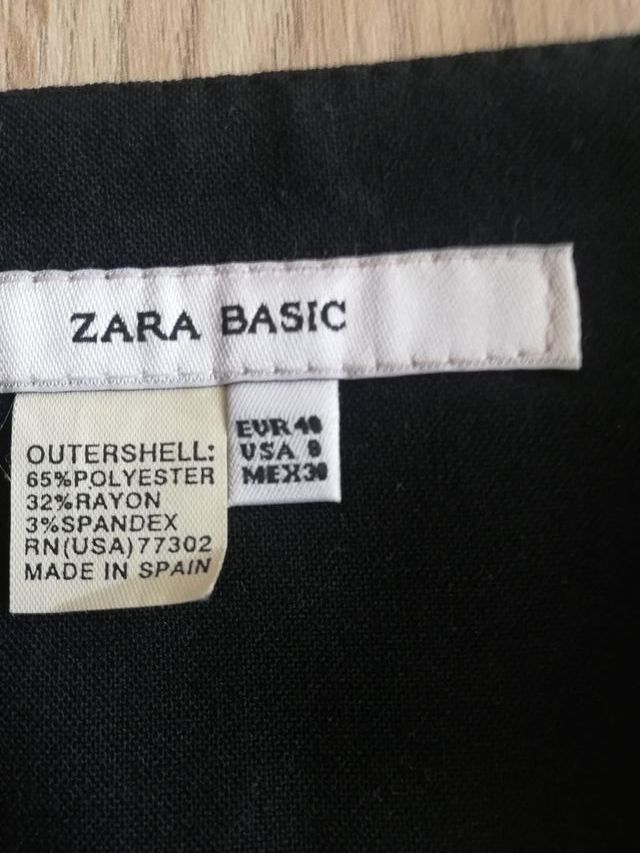 ZARA BASIC
OUTERSHELL:
65%POLYESTER
32%RAYON
3%SPANDEX
RN(USA)77302
MADE IN SPAIN
EUR 40
USA
MEX 30